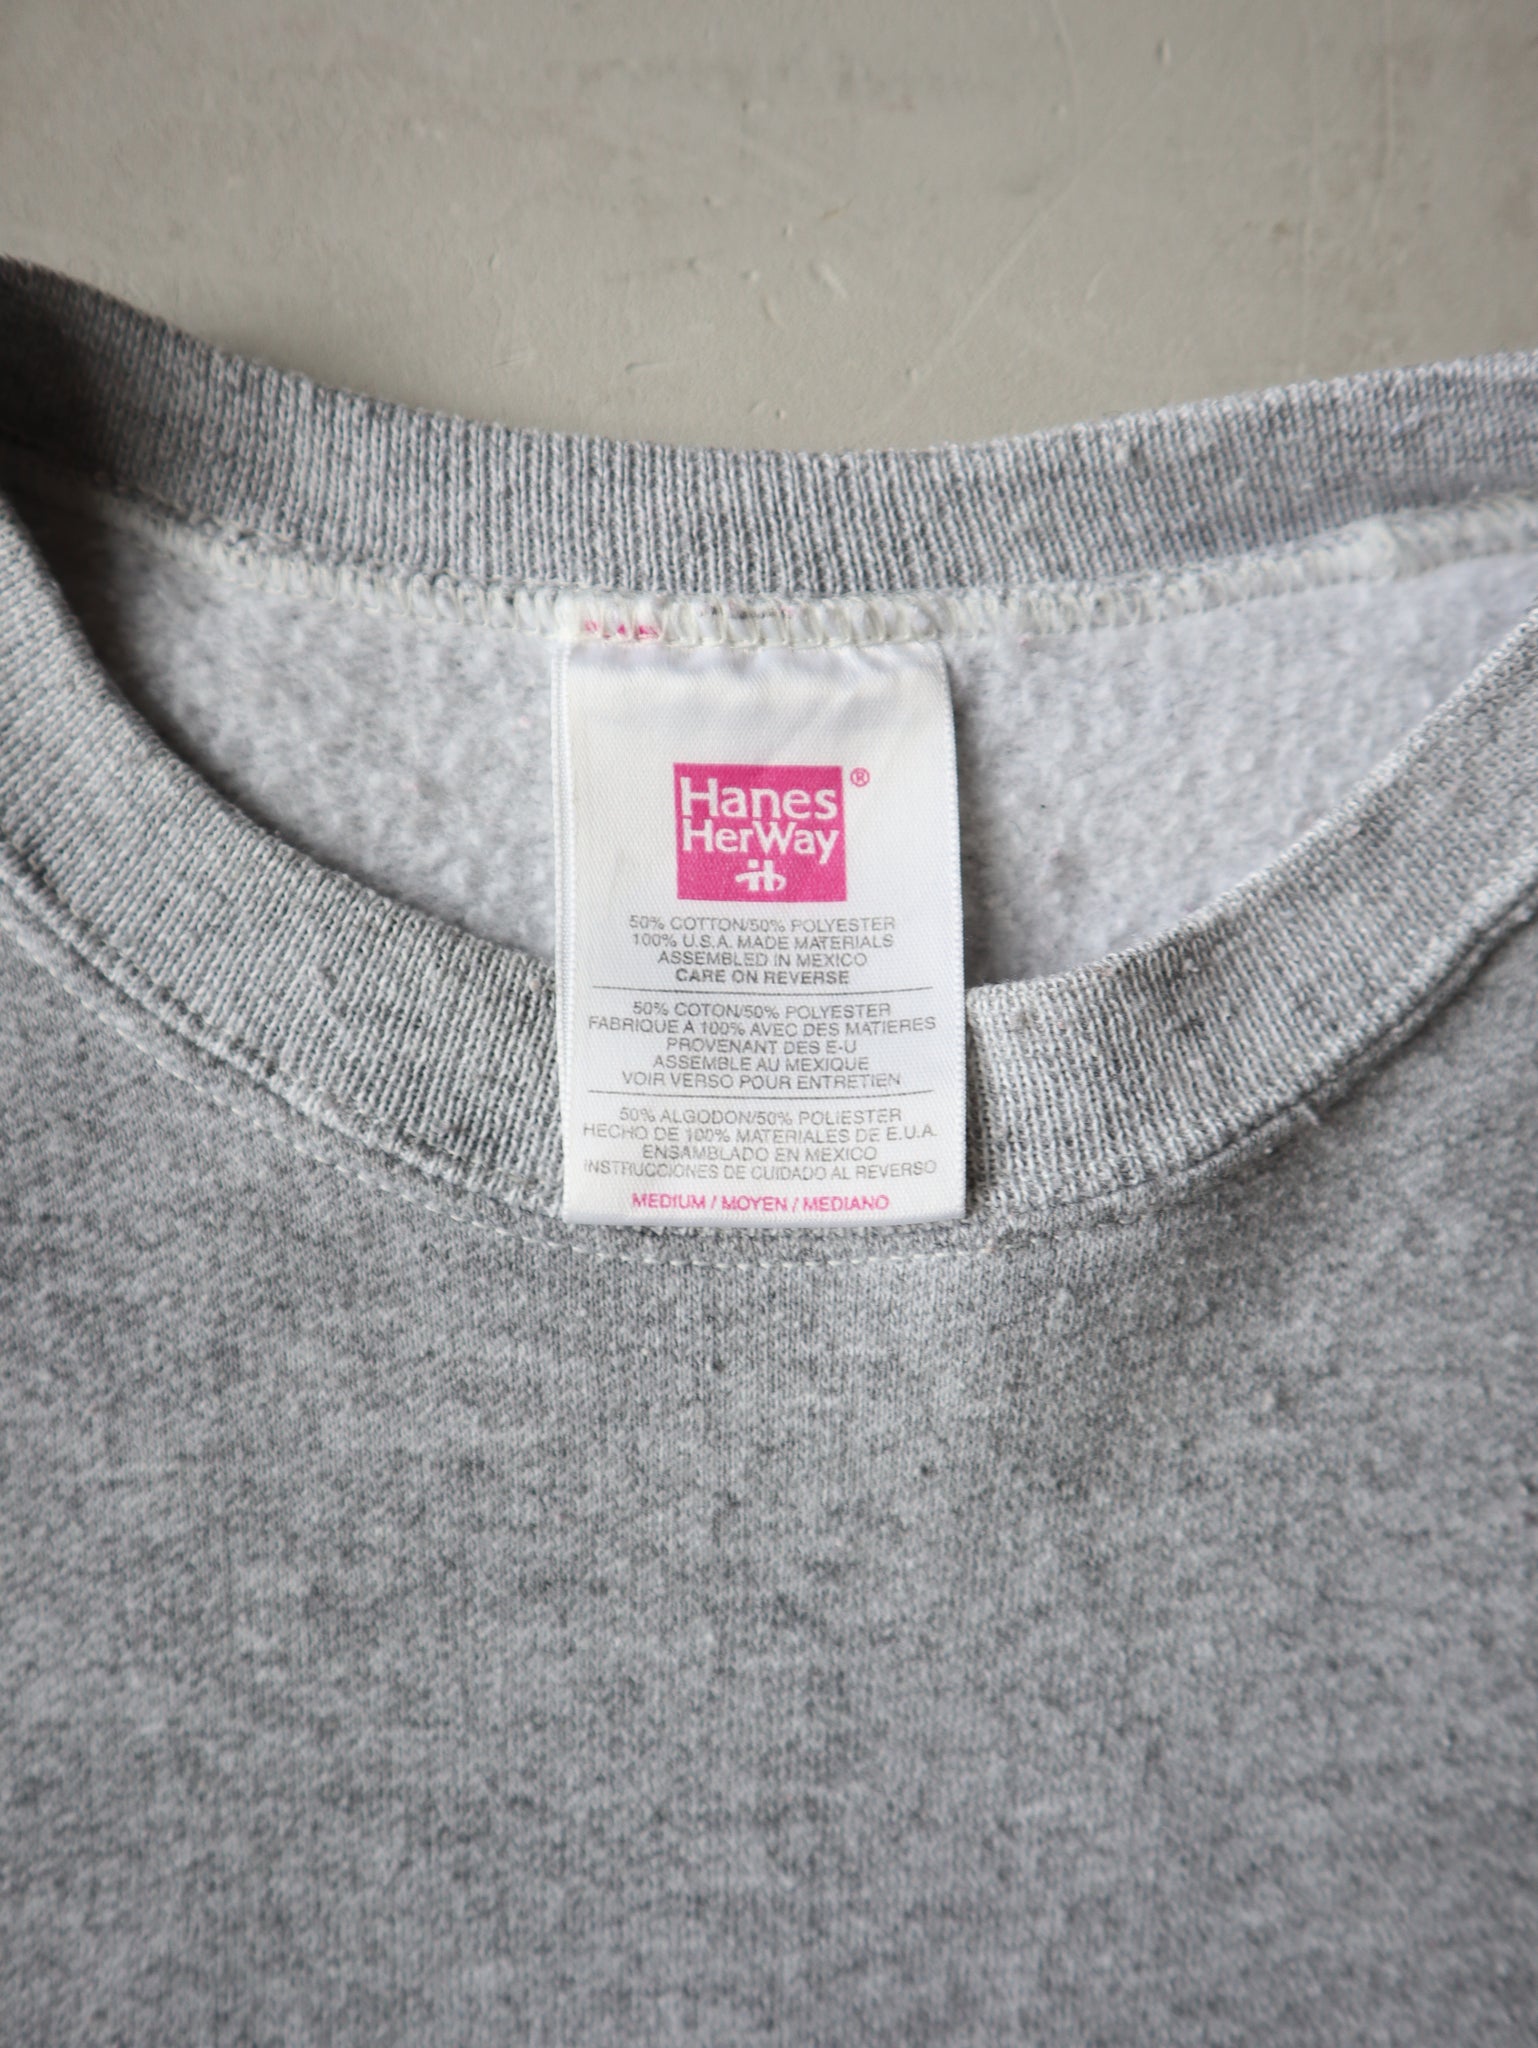 Hanes®
HerWay
50% COTTON/50% POLYESTER
100% U.S.A. MADE MATERIALS
ASSEMBLED IN MEXICO
CARE ON REVERSE
50% COTON/50% POLYESTER
FABRIQUE A 100% AVEC DES MATIERES
PROVENANT DES E-U
ASSEMBLE AU MEXIQUE
VOIR VERSO POUR ENTRETIEN
50% ALGODON/50% POLIESTER
HECHO DE 100% MATERIALES DE E.U.A.
ENSAMBLADO EN MEXICO
INSTRUCCIONES DE CUIDADO AL REVERSO
MEDIUM / MOYEN / MEDIANO